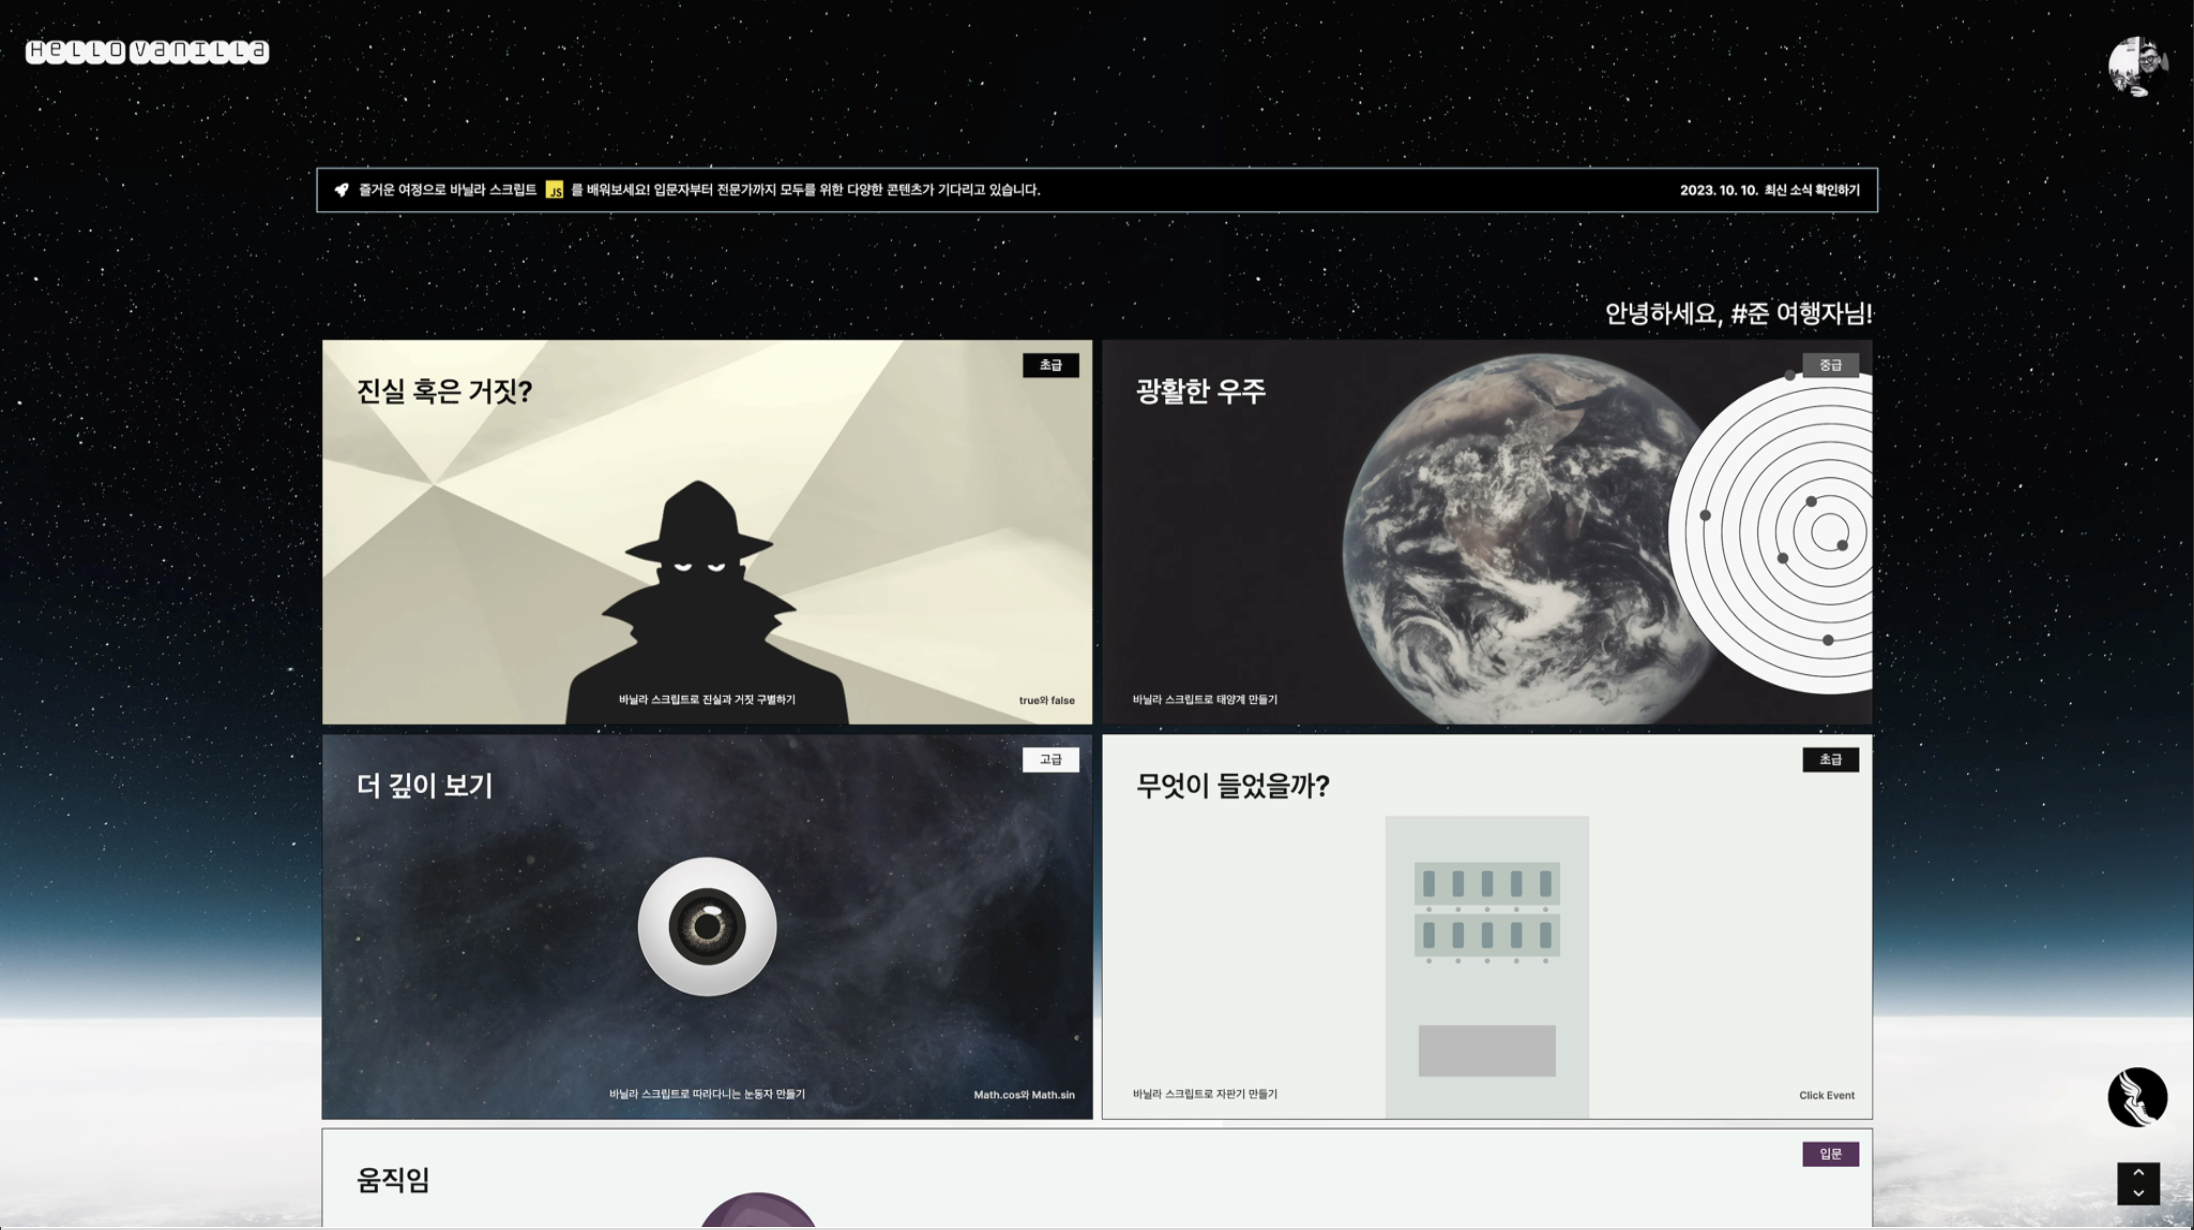 HELLO VANILLA
즐거운 여정으로 바닐라 스크립트 JS 를 배워보세요! 입문자부터 전문가까지 모두를 위한 다양한 콘텐츠가 기다리고 있습니다.
2023. 10. 10. 최신 소식 확인하기
안녕하세요, #준 여행자님!
진실 혹은 거짓?
초급
바닐라 스크립트로 진실과 거짓 구별하기
true와 false
광활한 우주
중급
바닐라 스크립트로 태양계 만들기
더 깊이 보기
고급
바닐라 스크립트로 따라다니는 눈동자 만들기
Math.cos와 Math.sin
무엇이 들었을까?
초급
바닐라 스크립트로 자판기 만들기
Click Event
움직임
입문